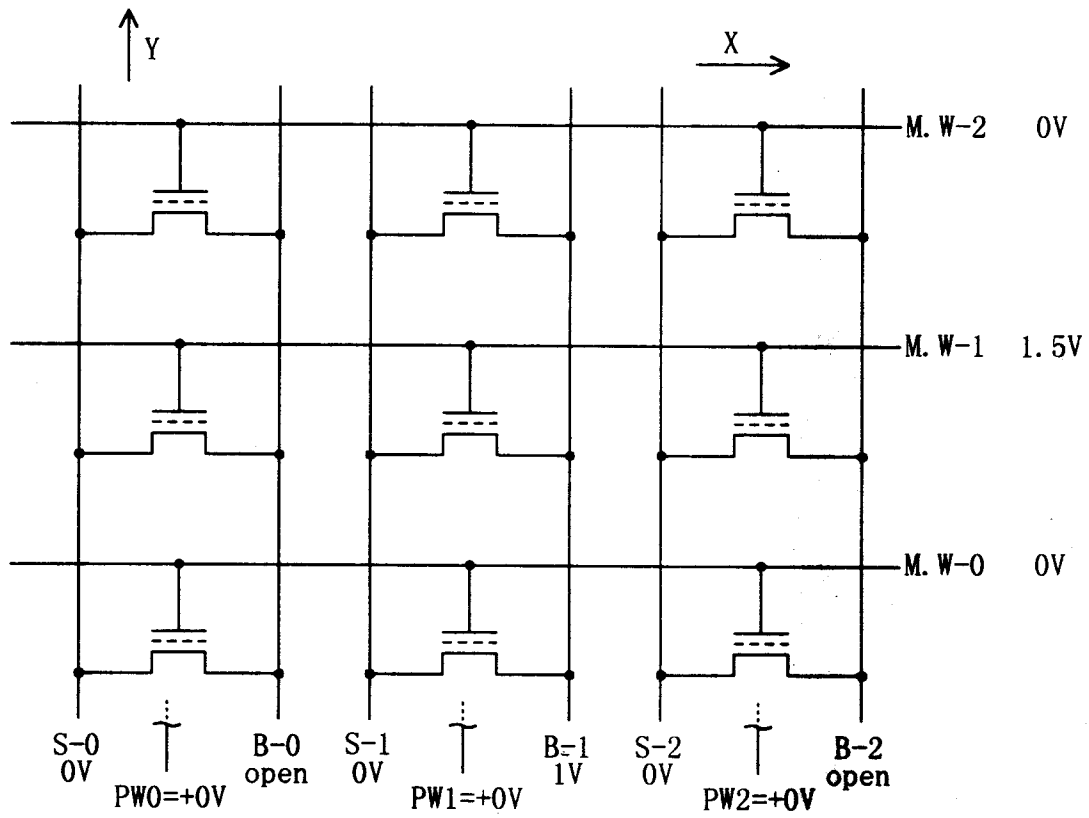 Y
X
M. W-2 0V
M. W-1 1. 5V
M. W-0 0V
S-0 B-0 S-1 B-1 S-2 B-2
0V open 0V 1V 0V open
PW0=+0V PW1=+0V PW2=+0V